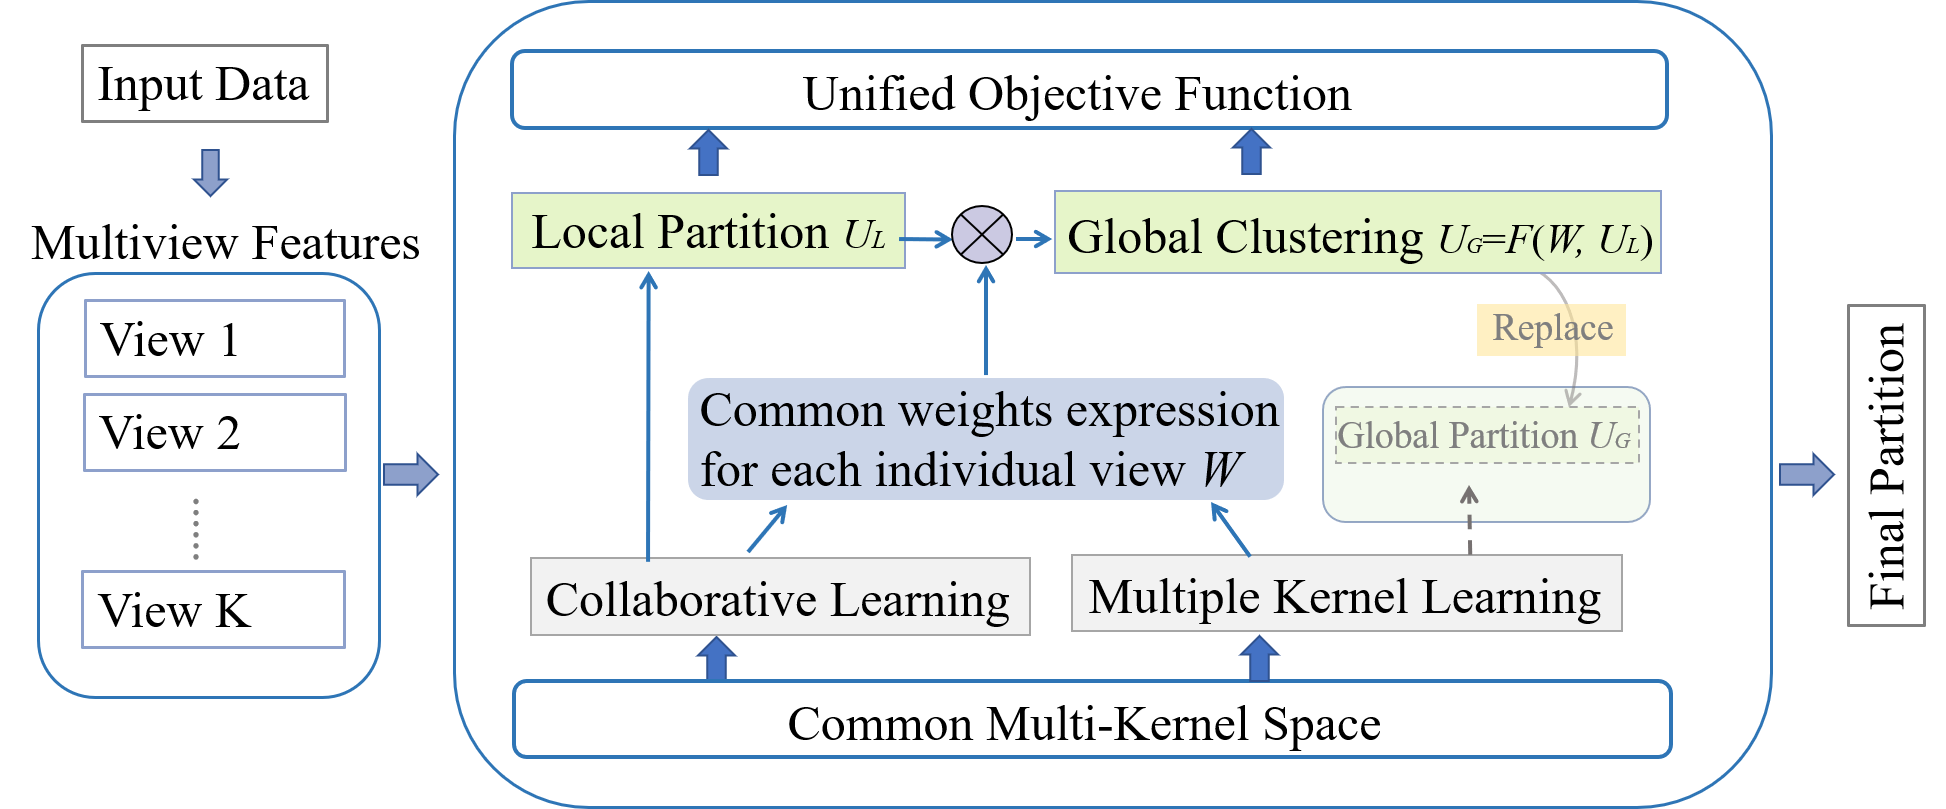 Input Data
Multiview Features
View 1
View 2
View K
Unified Objective Function
Local Partition U_L
Global Clustering U_G=F(W, U_L)
Replace
Common weights expression
for each individual view W
Global Partition U_G
Collaborative Learning
Multiple Kernel Learning
Common Multi-Kernel Space
Final Partition